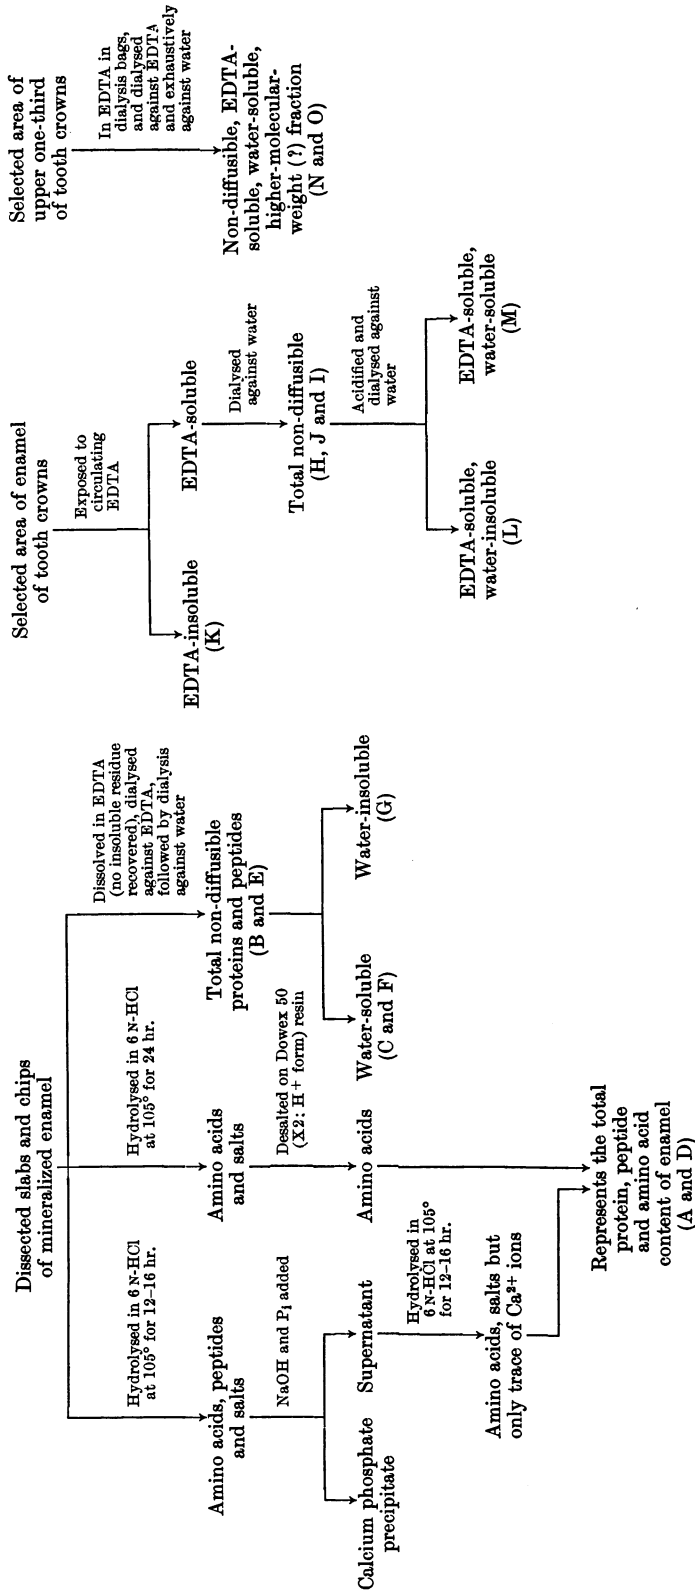 Dissected slabs and chips
of mineralized enamel
Hydrolysed in 6 N-HCl
at 105° for 12–16 hr.
Amino acids, peptides
and salts
NaOH and Pi added
Calcium phosphate
precipitate
Supernatant
Hydrolysed in
6 N-HCl at 105°
for 12–16 hr.
Amino acids, salts but
only trace of Ca²⁺ ions
Hydrolysed in 6 N-HCl
at 105° for 24 hr.
Amino acids
and salts
Desalted on Dowex 50
(X2: H + form) resin
Amino acids
Represents the total
protein, peptide
and amino acid
content of enamel
(A and D)
Dissolved in EDTA
(no insoluble residue
recovered), dialysed
against EDTA,
followed by dialysis
against water
Total non-diffusible
proteins and peptides
(B and E)
Water-soluble
(C and F)
Water-insoluble
(G)
Selected area of enamel
of tooth crowns
Exposed to
circulating
EDTA
EDTA-insoluble
(K)
EDTA-soluble
Dialysed
against water
Total non-diffusible
(H, J and I)
Acidified and
dialysed against
water
EDTA-soluble,
water-insoluble
(L)
EDTA-soluble,
water-soluble
(M)
Selected area of
upper one-third
of tooth crowns
In EDTA in
dialysis bags,
and dialysed
against EDTA
and exhaustively
against water
Non-diffusible, EDTA-
soluble, water-soluble,
higher-molecular-
weight (?) fraction
(N and O)